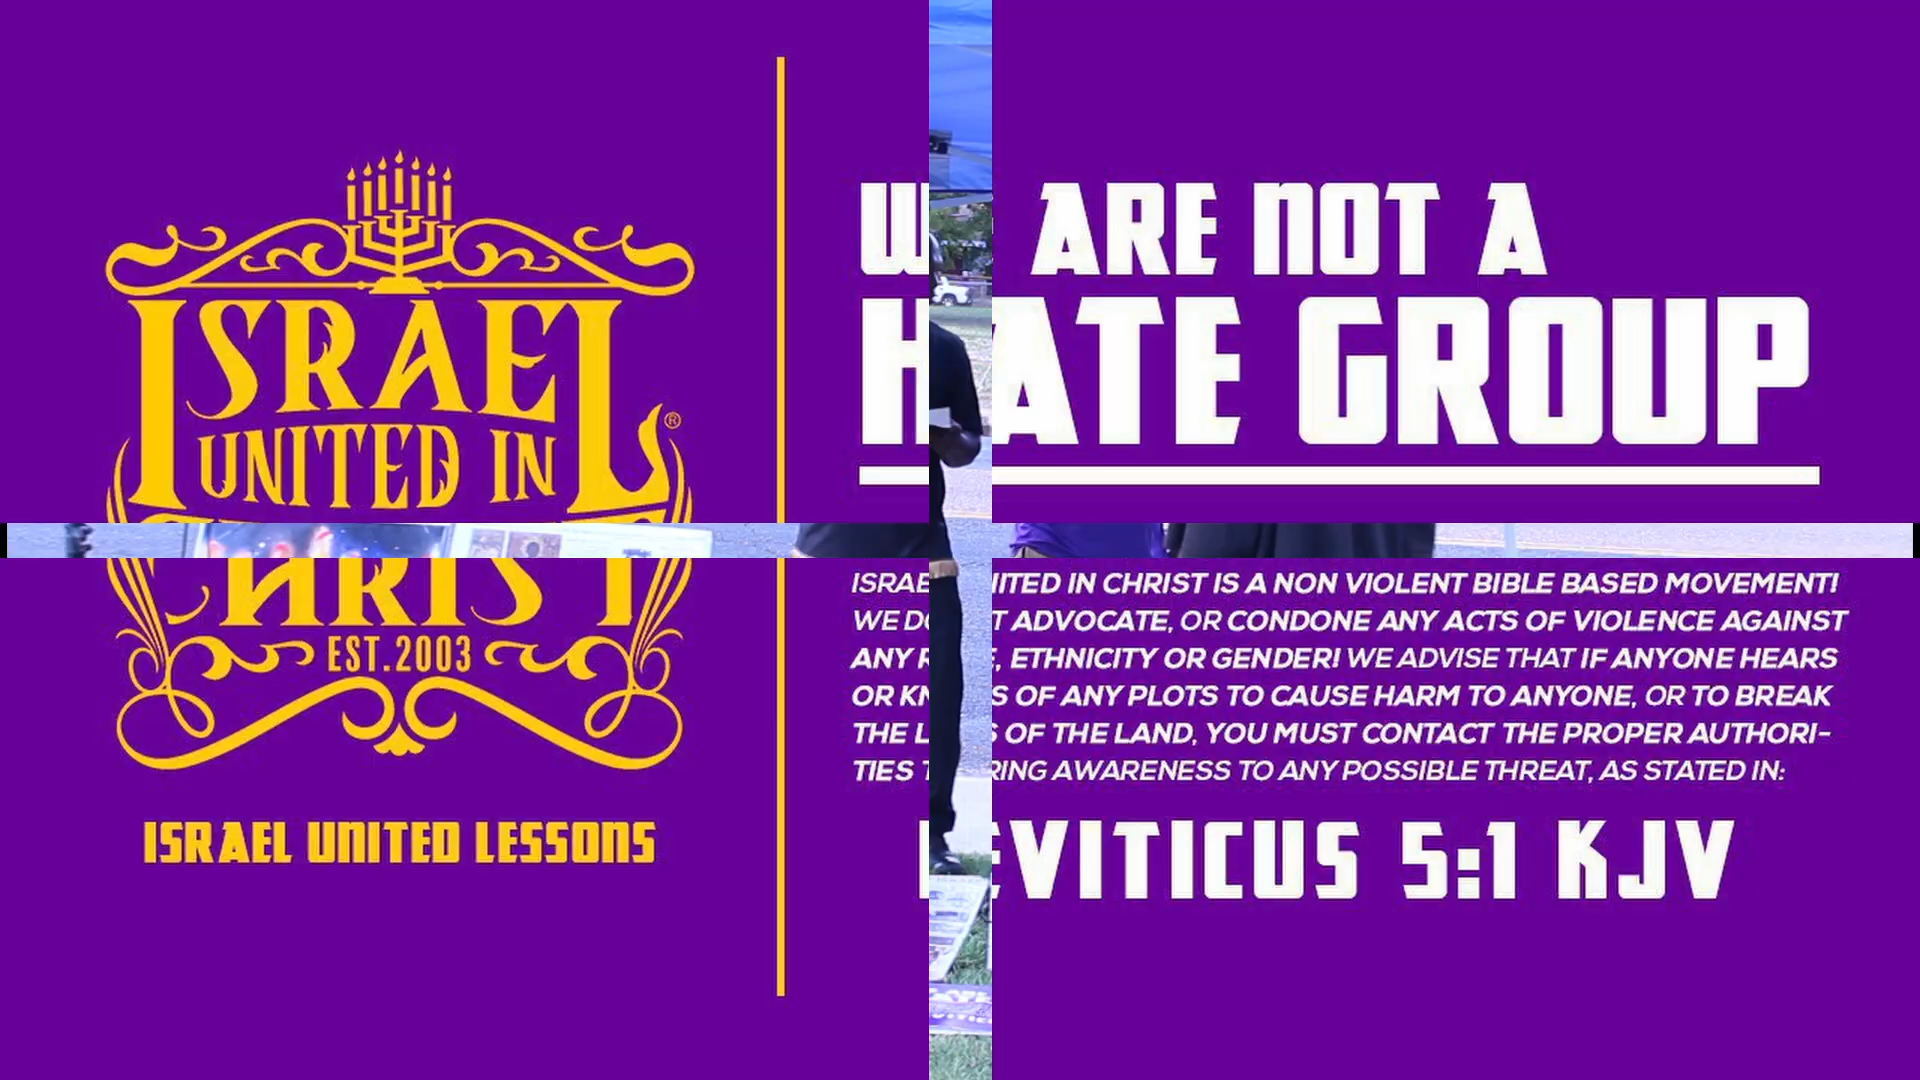 ISRAEL
UNITED IN
CHRIST
®
EST.2003
ISRAEL UNITED LESSONS
W ARE NOT A
HATE GROUP
ISRAE ITED IN CHRIST IS A NON VIOLENT BIBLE BASED MOVEMENT!
WE DO T ADVOCATE, OR CONDONE ANY ACTS OF VIOLENCE AGAINST
ANY R , ETHNICITY OR GENDER! WE ADVISE THAT IF ANYONE HEARS
OR KN S OF ANY PLOTS TO CAUSE HARM TO ANYONE, OR TO BREAK
THE L S OF THE LAND, YOU MUST CONTACT THE PROPER AUTHORI-
TIES T RING AWARENESS TO ANY POSSIBLE THREAT, AS STATED IN:
LEVITICUS 5:1 KJV